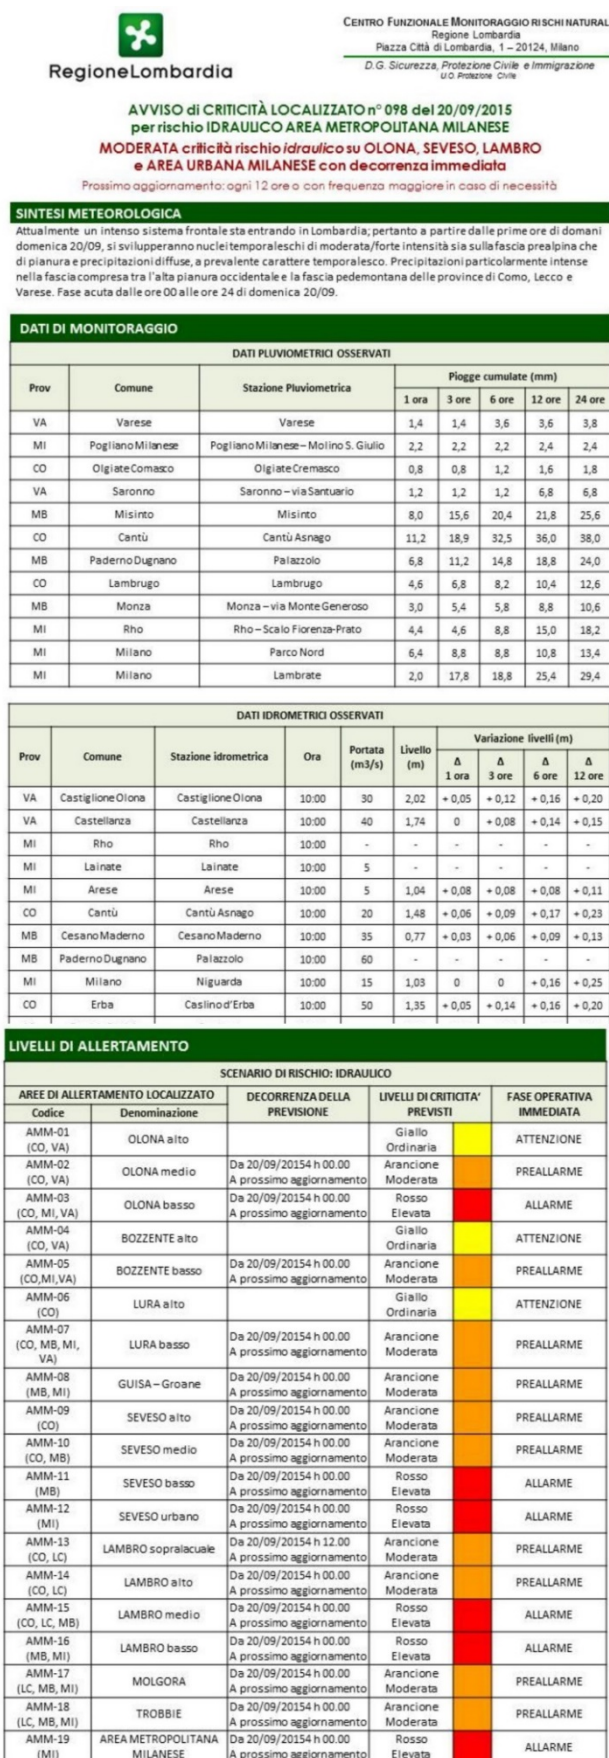 RegioneLombardia
CENTRO FUNZIONALE MONITORAGGIO RISCHI NATURAL
Regione Lombardia
Piazza Città di Lombardia, 1 – 20124, Milano
D.G. Sicurezza, Protezione Civile e Immigrazione
U.O. Protezione Civile
AVVISO di CRITICITÀ LOCALIZZATO n° 098 del 20/09/2015
per rischio IDRAULICO AREA METROPOLITANA MILANESE
MODERATA criticità rischio idraulico su OLONA, SEVESO, LAMBRO
e AREA URBANA MILANESE con decorrenza immediata
Prossimo aggiornamento: ogni 12 ore o con frequenza maggiore in caso di necessità
SINTESI METEOROLOGICA
Attualmente un intenso sistema frontale sta entrando in Lombardia; pertanto a partire dalle prime ore di domani
domenica 20/09, si svilupperanno nuclei temporaleschi di moderata/forte intensità sia sulla fascia prealpina che
di pianura e precipitazioni diffuse, a prevalente carattere temporalesco. Precipitazioni particolarmente intense
nella fascia compresa tra l'alta pianura occidentale e la fascia pedemontana delle province di Como, Lecco e
Varese. Fase acuta dalle ore 00 alle ore 24 di domenica 20/09.
DATI DI MONITORAGGIO
DATI PLUVIOMETRICI OSSERVATI
Prov Comune Stazione Pluviometrica Piogge cumulate (mm)
1 ora 3 ore 6 ore 12 ore 24 ore
VA Varese Varese 1,4 1,4 3,6 3,6 3,8
MI Pogliano Milanese Pogliano Milanese – Molino S. Giulio 2,2 2,2 2,2 2,4 2,4
CO Olgiate Comasco Olgiate Cremasco 0,8 0,8 1,2 1,6 1,8
VA Saronno Saronno – via Santuario 1,2 1,2 1,2 6,8 6,8
MB Misinto Misinto 8,0 15,6 20,4 21,8 25,6
CO Cantù Cantù Asnago 11,2 18,9 32,5 36,0 38,0
MB Paderno Dugnano Palazzolo 6,8 11,2 14,8 18,8 24,0
CO Lambrugo Lambrugo 4,6 6,8 8,2 10,4 12,6
MB Monza Monza – via Monte Generoso 3,0 5,4 5,8 8,8 10,6
MI Rho Rho – Scalo Fiorenza-Prato 4,4 4,6 8,8 15,0 18,2
MI Milano Parco Nord 6,4 8,8 8,8 10,8 13,4
MI Milano Lambrate 2,0 17,8 18,8 25,4 29,4
DATI IDROMETRICI OSSERVATI
Prov Comune Stazione idrometrica Ora Portata (m3/s) Livello (m) Variazione livelli (m)
Δ 1 ora Δ 3 ore Δ 6 ore Δ 12 ore
VA Castiglione Olona Castiglione Olona 10:00 30 2,02 + 0,05 + 0,12 + 0,16 + 0,20
VA Castellanza Castellanza 10:00 40 1,74 0 + 0,08 + 0,14 + 0,15
MI Rho Rho 10:00 - - - - - -
MI Lainate Lainate 10:00 5 - - - - -
MI Arese Arese 10:00 5 1,04 + 0,08 + 0,08 + 0,08 + 0,11
CO Cantù Cantù Asnago 10:00 20 1,48 + 0,06 + 0,09 + 0,17 + 0,23
MB Cesano Maderno Cesano Maderno 10:00 35 0,77 + 0,03 + 0,06 + 0,09 + 0,13
MB Paderno Dugnano Palazzolo 10:00 60 - - - - -
MI Milano Niguarda 10:00 15 1,03 0 0 + 0,16 + 0,25
CO Erba Caslino d'Erba 10:00 50 1,35 + 0,05 + 0,14 + 0,16 + 0,20
LIVELLI DI ALLERTAMENTO
SCENARIO DI RISCHIO: IDRAULICO
AREE DI ALLERTAMENTO LOCALIZZATO DECORRENZA DELLA PREVISIONE LIVELLI DI CRITICITA' PREVISTI FASE OPERATIVA IMMEDIATA
Codice Denominazione
AMM-01 (CO, VA) OLONA alto Giallo Ordinaria ATTENZIONE
AMM-02 (CO, VA) OLONA medio Da 20/09/20154 h 00.00 A prossimo aggiornamento Arancione Moderata PREALLARME
AMM-03 (CO, MI, VA) OLONA basso Da 20/09/20154 h 00.00 A prossimo aggiornamento Rosso Elevata ALLARME
AMM-04 (CO, VA) BOZZENTE alto Giallo Ordinaria ATTENZIONE
AMM-05 (CO,MI,VA) BOZZENTE basso Da 20/09/20154 h 00.00 A prossimo aggiornamento Arancione Moderata PREALLARME
AMM-06 (CO) LURA alto Giallo Ordinaria ATTENZIONE
AMM-07 (CO, MB, MI, VA) LURA basso Da 20/09/20154 h 00.00 A prossimo aggiornamento Arancione Moderata PREALLARME
AMM-08 (MB, MI) GUISA – Groane Da 20/09/20154 h 00.00 A prossimo aggiornamento Arancione Moderata PREALLARME
AMM-09 (CO) SEVESO alto Da 20/09/20154 h 00.00 A prossimo aggiornamento Arancione Moderata PREALLARME
AMM-10 (CO, MB) SEVESO medio Da 20/09/20154 h 00.00 A prossimo aggiornamento Arancione Moderata PREALLARME
AMM-11 (MB) SEVESO basso Da 20/09/20154 h 00.00 A prossimo aggiornamento Rosso Elevata ALLARME
AMM-12 (MI) SEVESO urbano Da 20/09/20154 h 00.00 A prossimo aggiornamento Rosso Elevata ALLARME
AMM-13 (CO, LC) LAMBRO sopralacuale Da 20/09/20154 h 12.00 A prossimo aggiornamento Arancione Moderata PREALLARME
AMM-14 (CO, LC) LAMBRO alto Da 20/09/20154 h 00.00 A prossimo aggiornamento Arancione Moderata PREALLARME
AMM-15 (CO, LC, MB) LAMBRO medio Da 20/09/20154 h 00.00 A prossimo aggiornamento Rosso Elevata ALLARME
AMM-16 (MB, MI) LAMBRO basso Da 20/09/20154 h 00.00 A prossimo aggiornamento Rosso Elevata ALLARME
AMM-17 (LC, MB, MI) MOLGORA Da 20/09/20154 h 00.00 A prossimo aggiornamento Arancione Moderata PREALLARME
AMM-18 (LC, MB, MI) TROBBIE Da 20/09/20154 h 00.00 A prossimo aggiornamento Arancione Moderata PREALLARME
AMM-19 (MI) AREA METROPOLITANA MILANESE Da 20/09/20154 h 00.00 A prossimo aggiornamento Rosso Elevata ALLARME